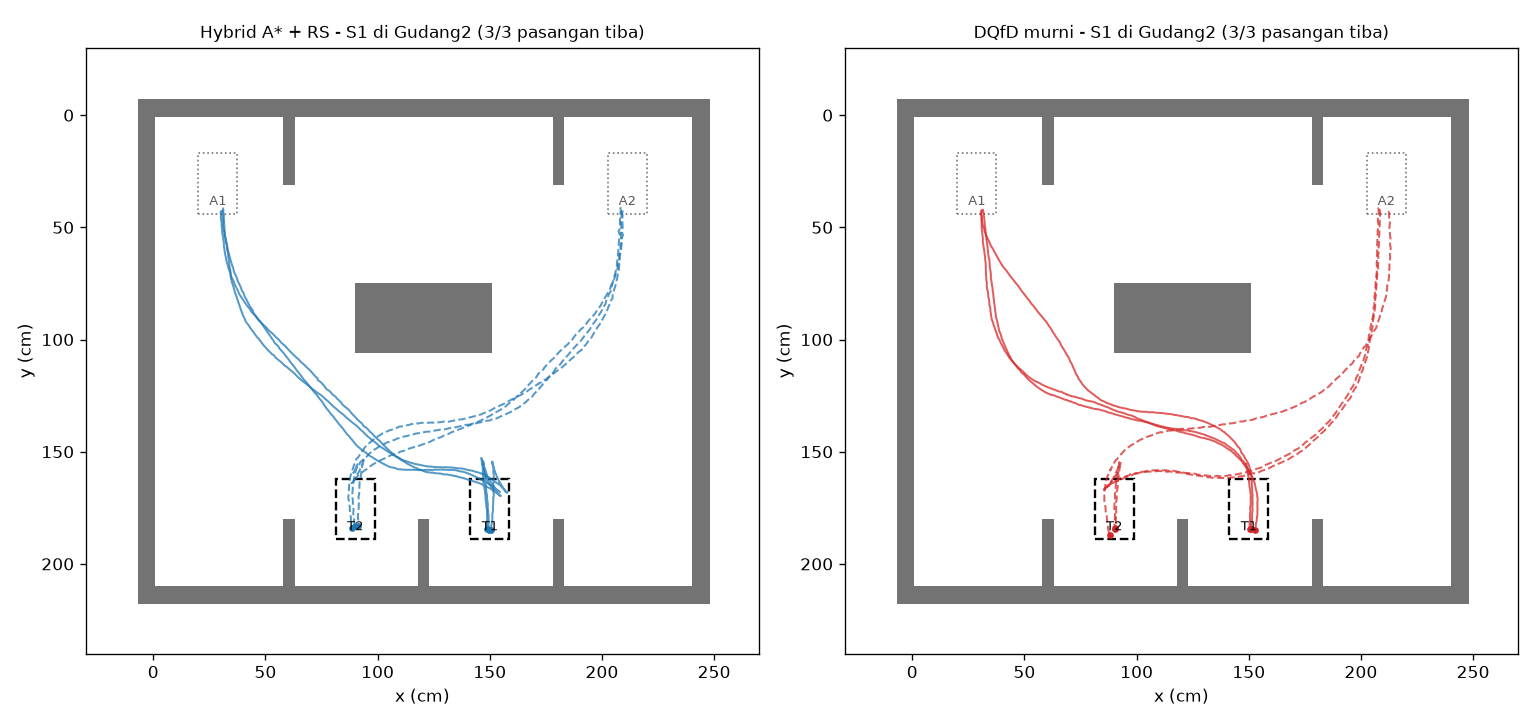 Hybrid A* + RS - S1 di Gudang2 (3/3 pasangan tiba)
0
50
100
150
200
y (cm)
A1
A2
T2
T1
0
50
100
150
200
250
x (cm)
DQfD murni - S1 di Gudang2 (3/3 pasangan tiba)
0
50
100
150
200
y (cm)
A1
A2
T2
T1
0
50
100
150
200
250
x (cm)